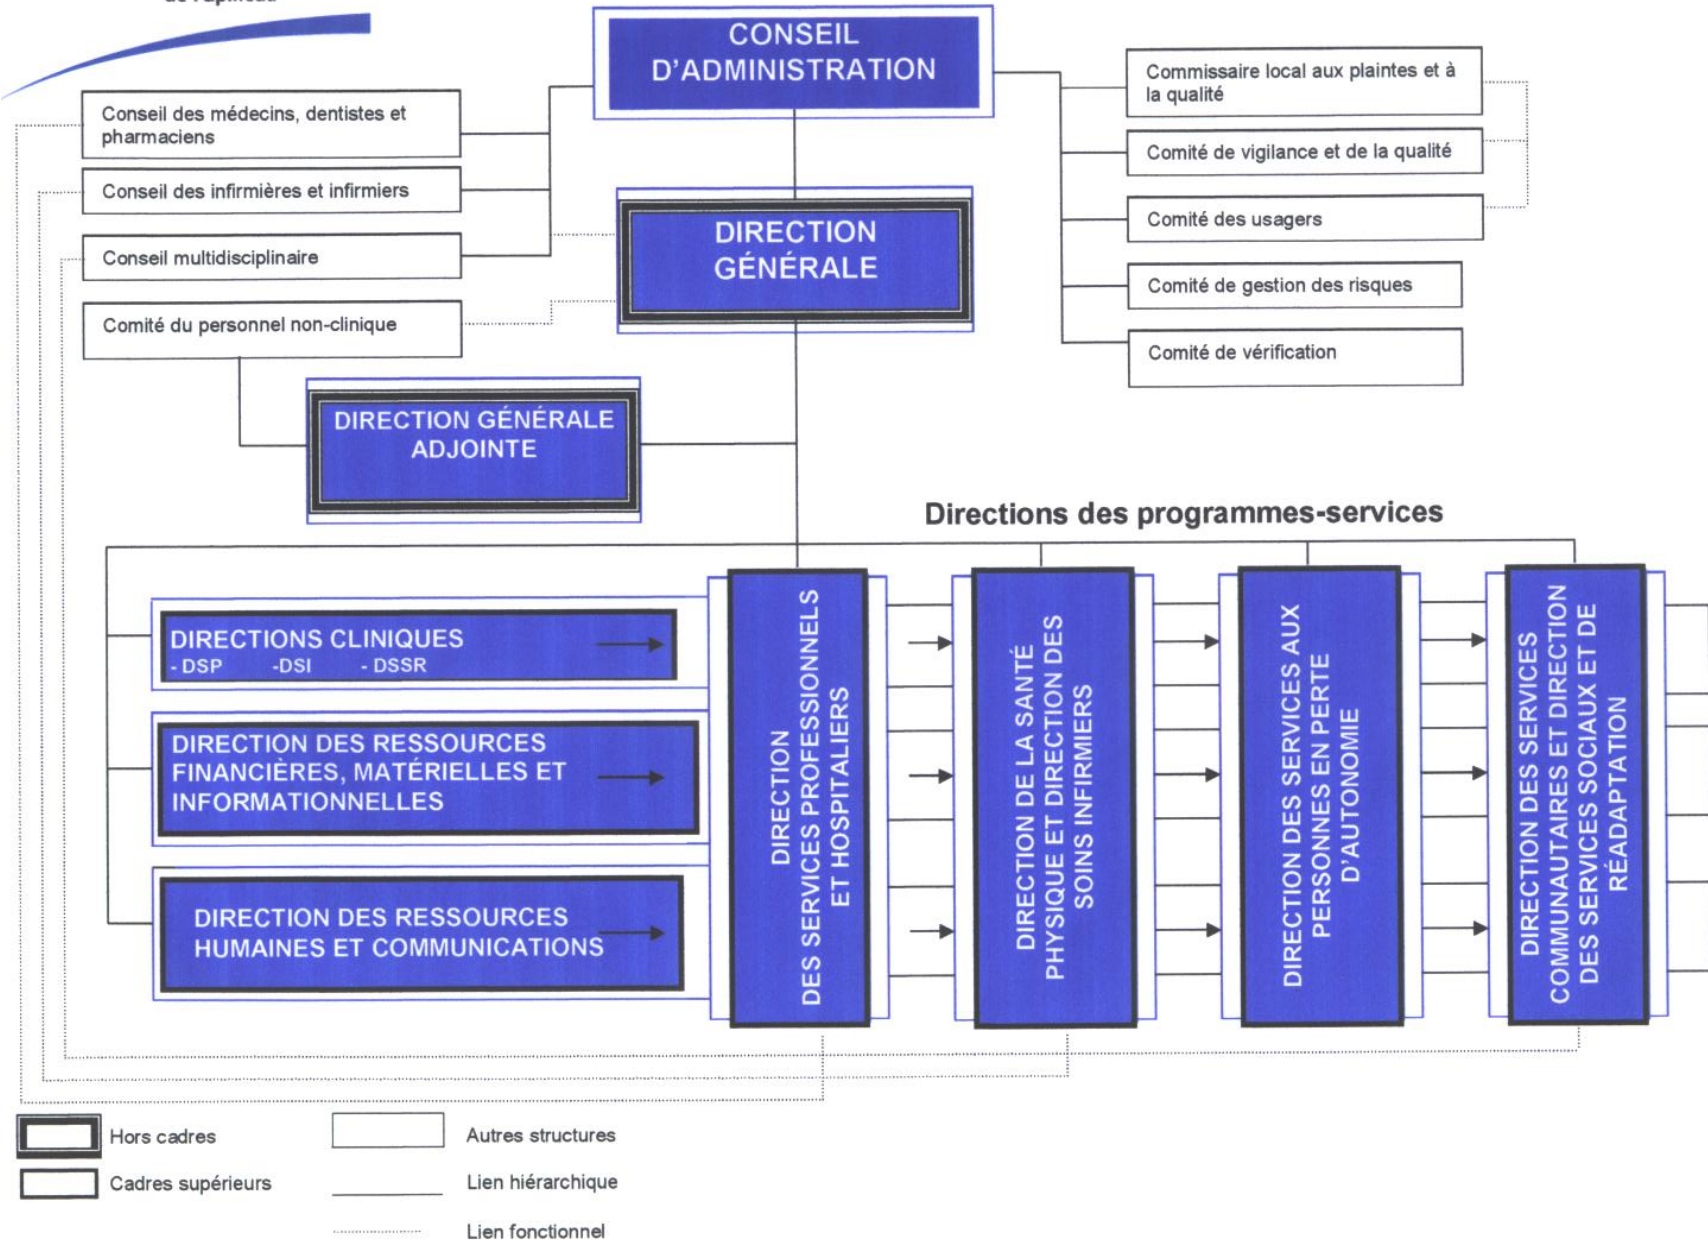 CONSEIL
D'ADMINISTRATION
Conseil des médecins, dentistes et
pharmaciens
Conseil des infirmières et infirmiers
Conseil multidisciplinaire
Comité du personnel non-clinique
Commissaire local aux plaintes et à
la qualité
Comité de vigilance et de la qualité
Comité des usagers
Comité de gestion des risques
Comité de vérification
DIRECTION
GÉNÉRALE
DIRECTION GÉNÉRALE
ADJOINTE
Directions des programmes-services
DIRECTIONS CLINIQUES
- DSP -DSI - DSSR
DIRECTION DES RESSOURCES
FINANCIÈRES, MATÉRIELLES ET
INFORMATIONNELLES
DIRECTION DES RESSOURCES
HUMAINES ET COMMUNICATIONS
DIRECTION
DES SERVICES PROFESSIONNELS
ET HOSPITALIERS
DIRECTION DE LA SANTÉ
PHYSIQUE ET DIRECTION DES
SOINS INFIRMIERS
DIRECTION DES SERVICES AUX
PERSONNES EN PERTE
D'AUTONOMIE
DIRECTION DES SERVICES
COMMUNAUTAIRES ET DIRECTION
DES SERVICES SOCIAUX ET DE
RÉADAPTATION
Hors cadres
Autres structures
Cadres supérieurs
Lien hiérarchique
Lien fonctionnel